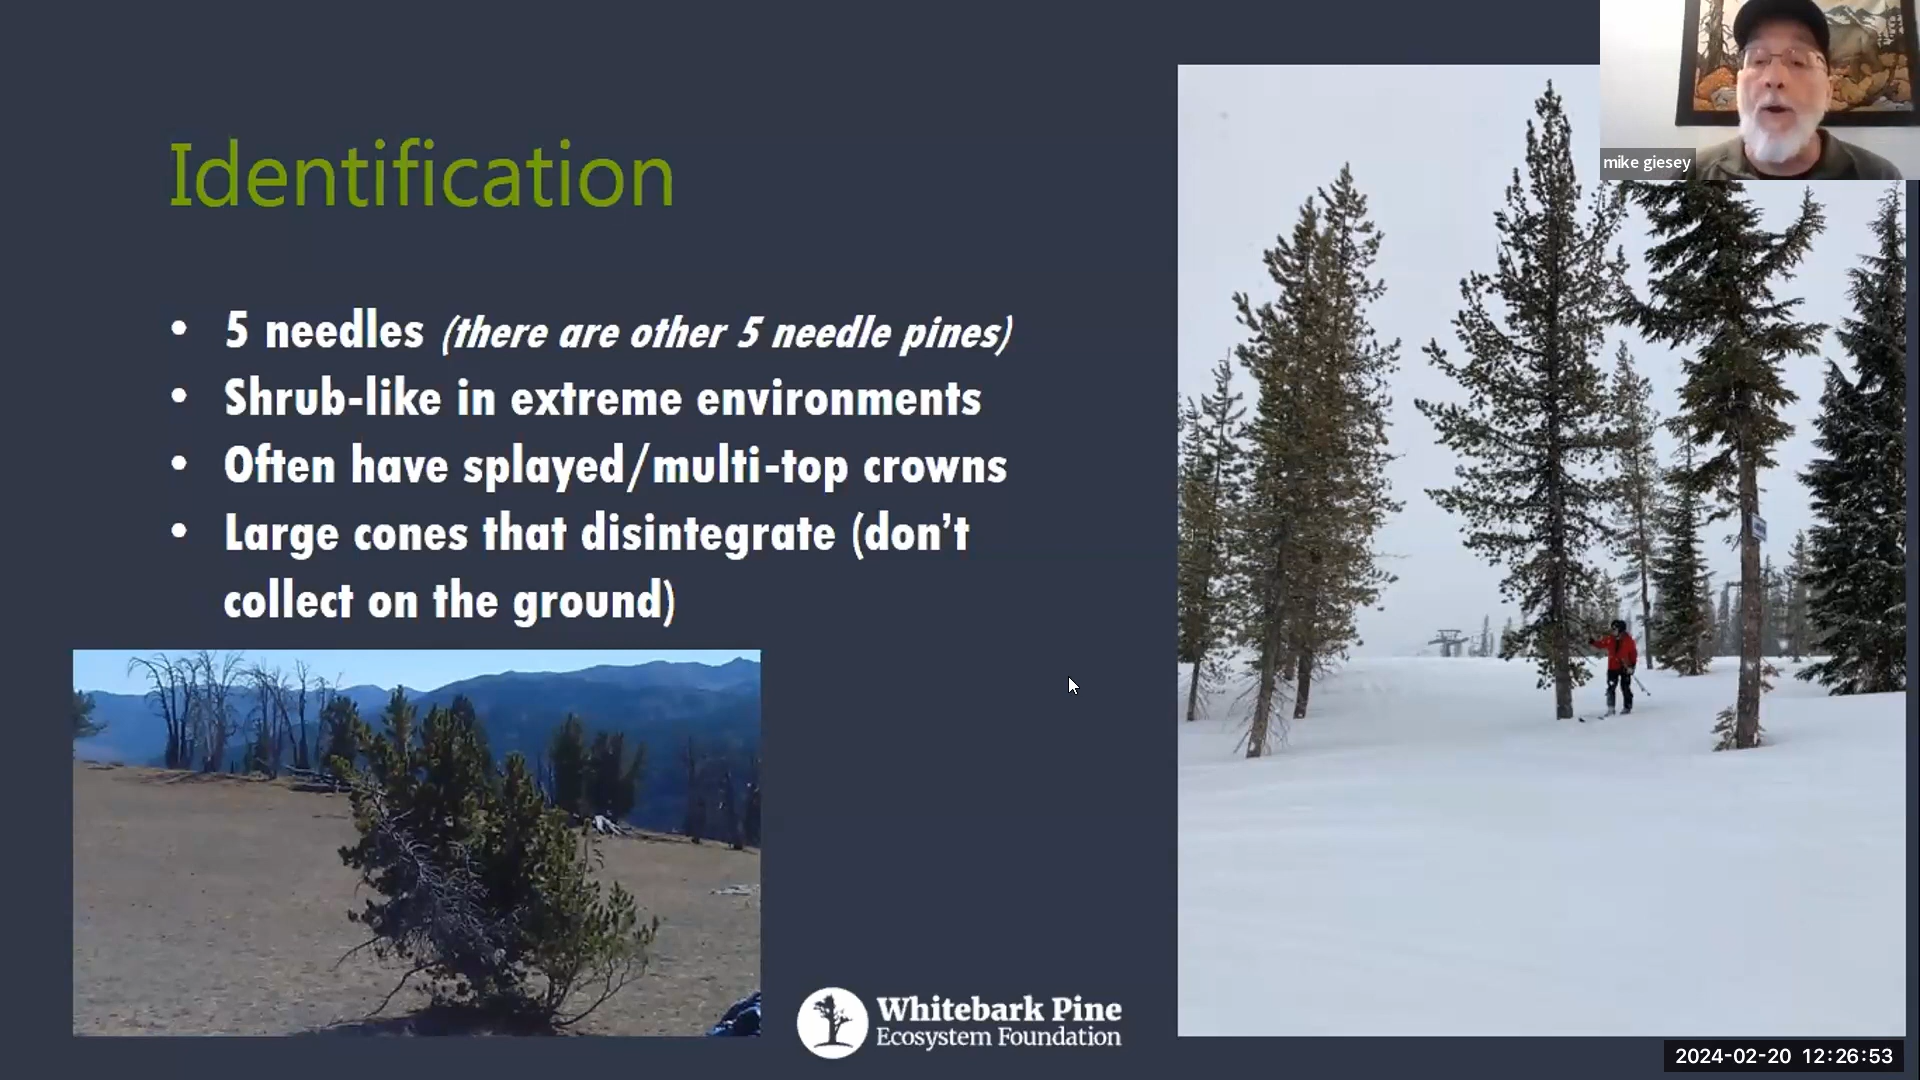 mike giesey
Identification
• 5 needles (there are other 5 needle pines)
• Shrub-like in extreme environments
• Often have splayed/multi-top crowns
• Large cones that disintegrate (don’t
collect on the ground)
Whitebark Pine
Ecosystem Foundation
2024-02-20 12:26:53